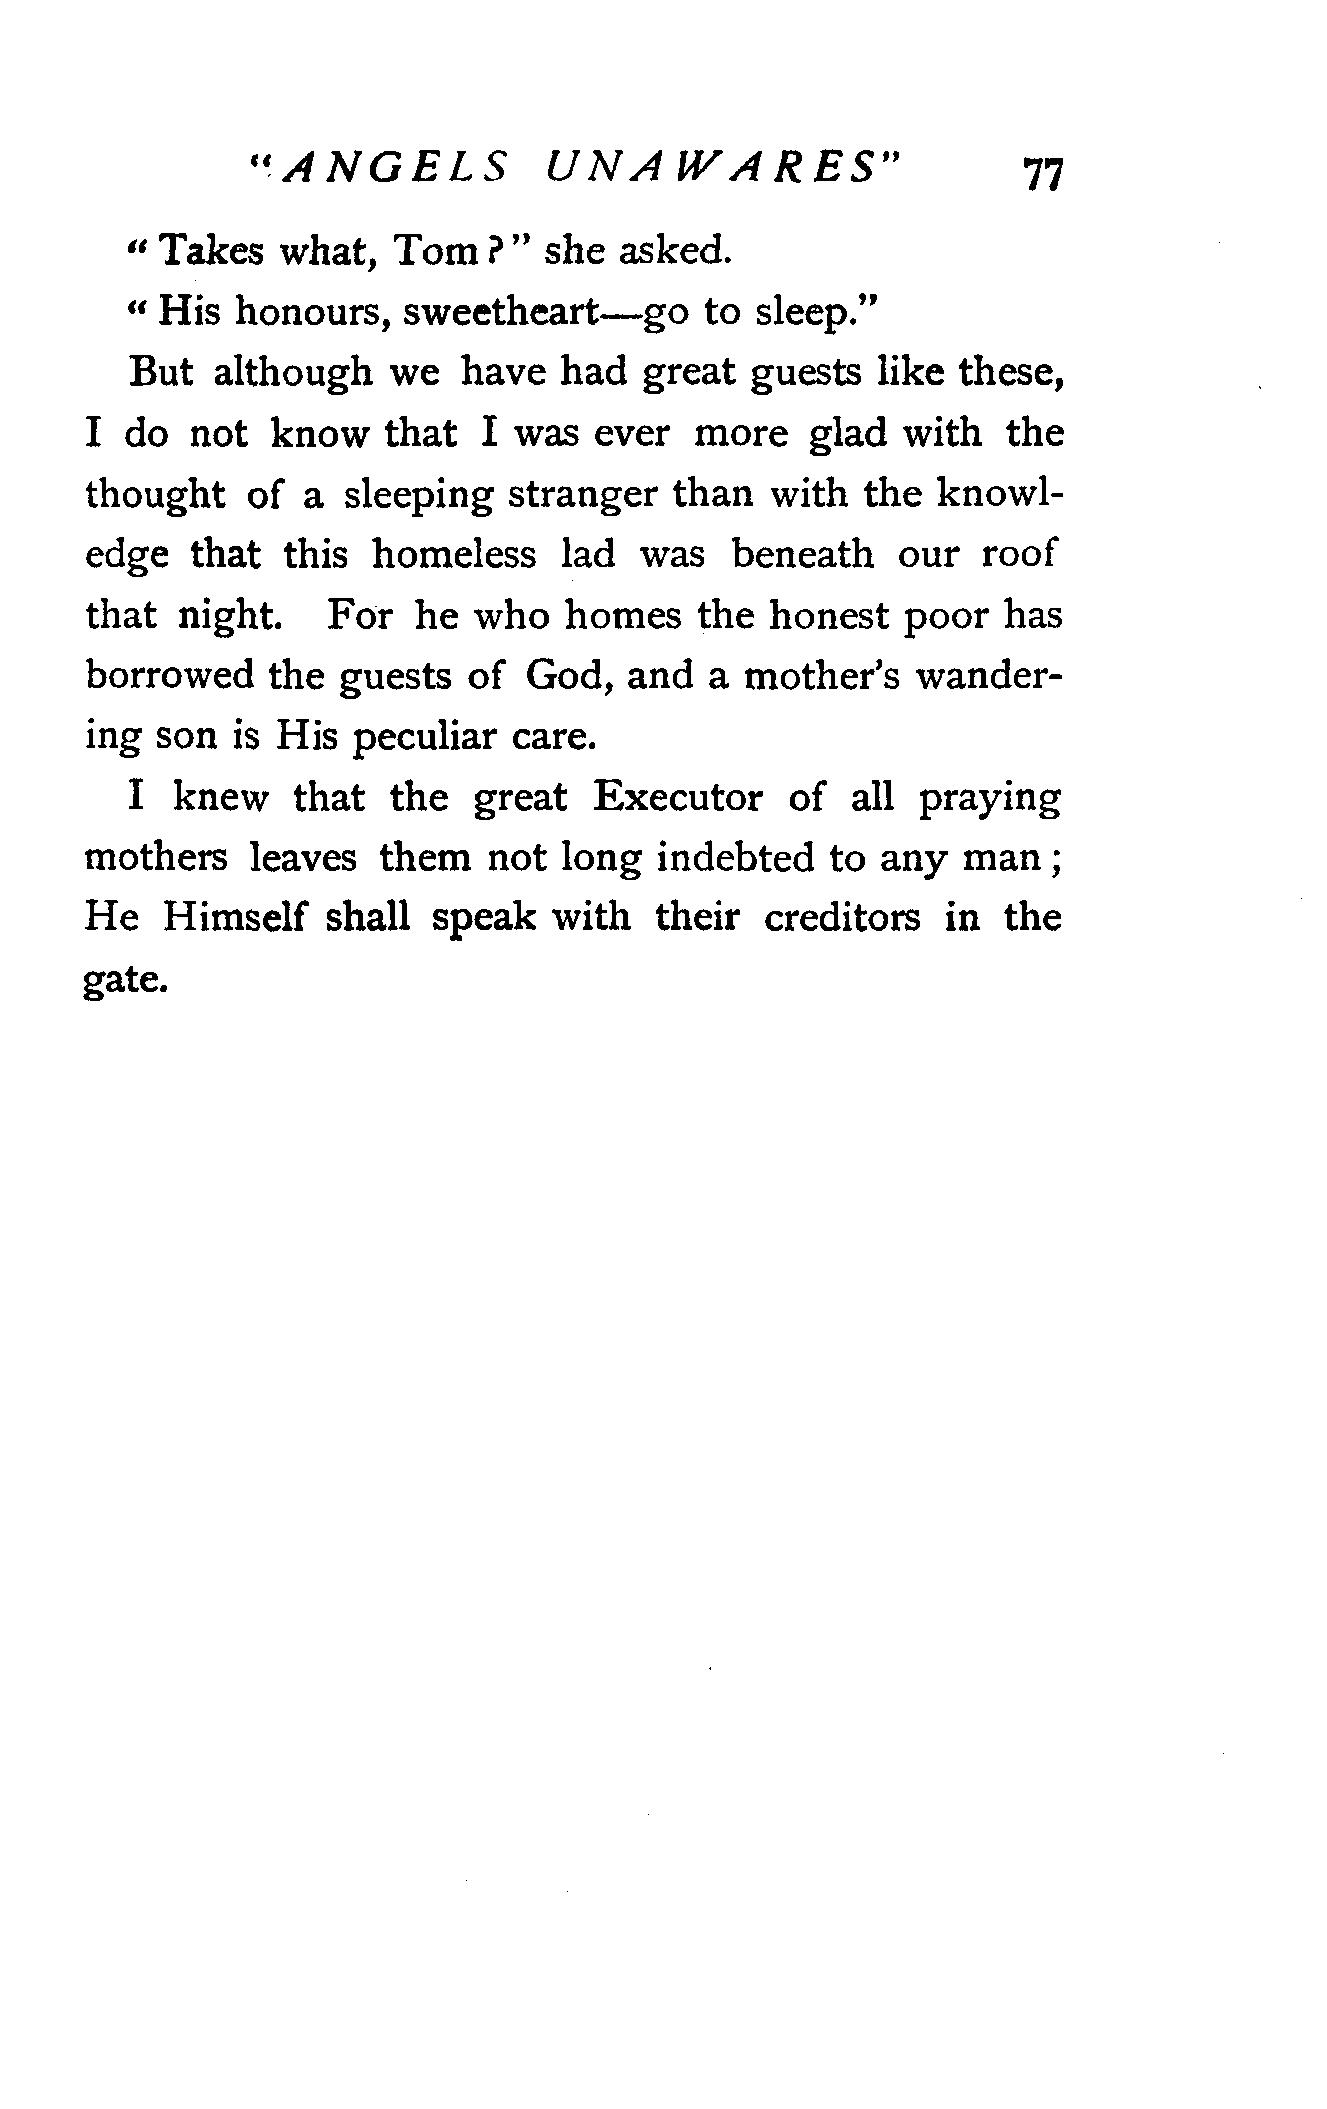 "ANGELS UNAWARES" 77
" Takes what, Tom ? " she asked.
" His honours, sweetheart—go to sleep."
But although we have had great guests like these,
I do not know that I was ever more glad with the
thought of a sleeping stranger than with the knowl-
edge that this homeless lad was beneath our roof
that night. For he who homes the honest poor has
borrowed the guests of God, and a mother's wander-
ing son is His peculiar care.
I knew that the great Executor of all praying
mothers leaves them not long indebted to any man ;
He Himself shall speak with their creditors in the
gate.